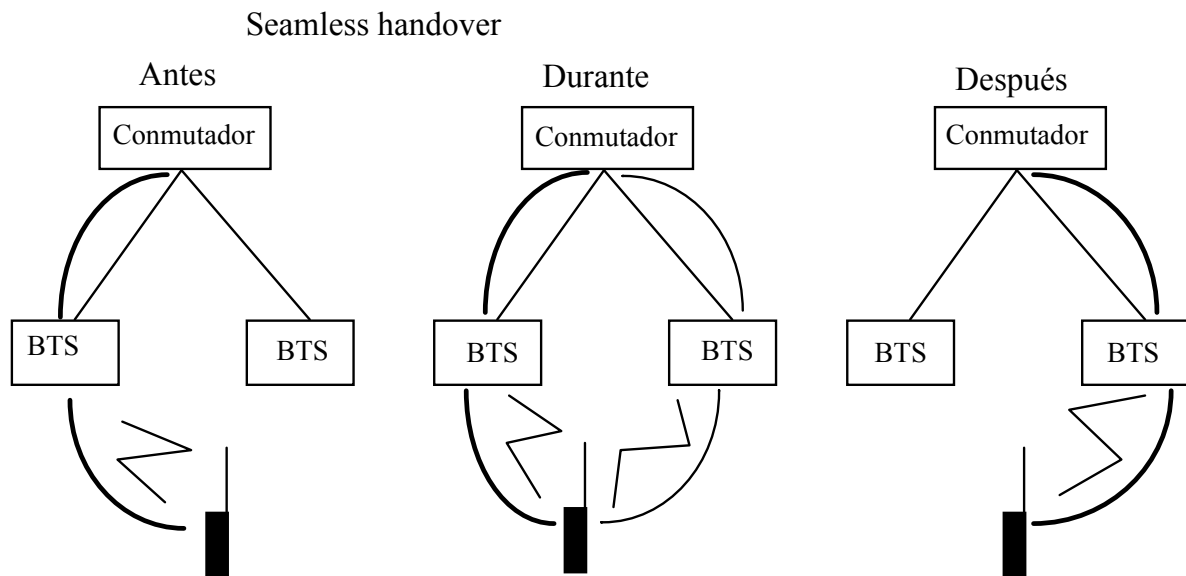 Seamless handover
Antes
Durante
Después
Conmutador
Conmutador
Conmutador
BTS
BTS
BTS
BTS
BTS
BTS